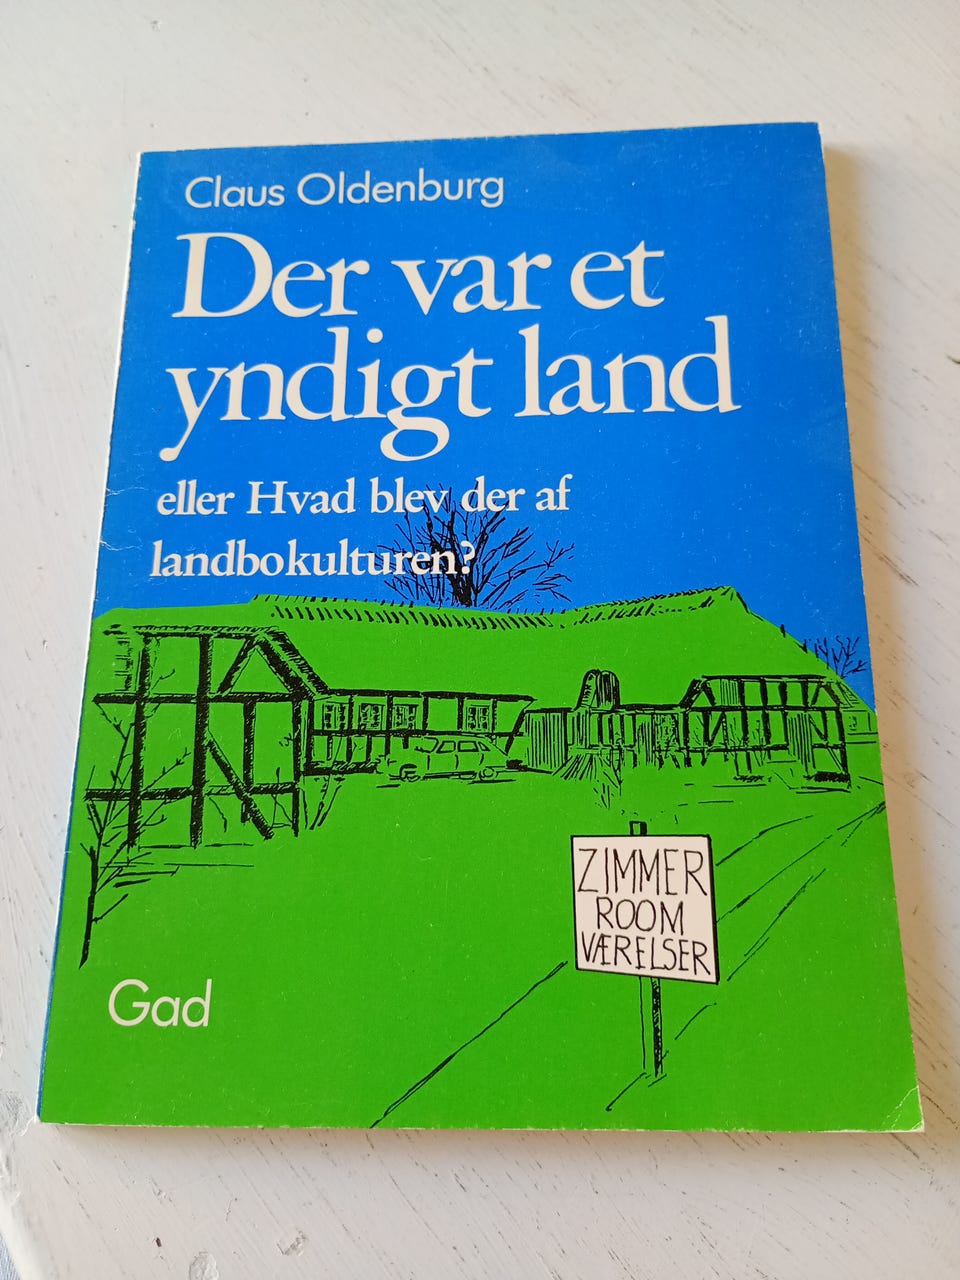 Claus Oldenburg
Der var et
yndigt land
eller Hvad blev der af
landbokulturen?
ZIMMER
ROOM
VÆRELSER
Gad